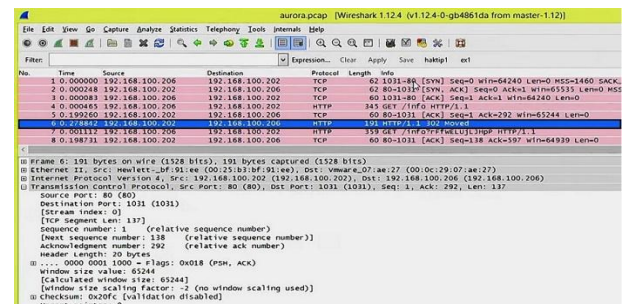 aurora.pcap [Wireshark 1.12.4 (v1.12.4-0-gb4861da from master-1.12)]
File Edit View Go Capture Analyze Statistics Telephony Tools Internals Help
Filter: Expression... Clear Apply Save haktip1 ex1
No. Time Source Destination Protocol Length Info
1 0.000000 192.168.100.206 192.168.100.202 TCP 62 1031→80 [SYN] Seq=0 Win=64240 Len=0 MSS=1460 SACK_
2 0.000248 192.168.100.202 192.168.100.206 TCP 62 80→1031 [SYN, ACK] Seq=0 Ack=1 Win=65535 Len=0 MSS
3 0.000083 192.168.100.206 192.168.100.202 TCP 60 1031→80 [ACK] Seq=1 Ack=1 Win=64240 Len=0
4 0.000465 192.168.100.206 192.168.100.202 HTTP 345 GET /info HTTP/1.1
5 0.199260 192.168.100.202 192.168.100.206 TCP 60 80→1031 [ACK] Seq=1 Ack=292 Win=65244 Len=0
6 0.278842 192.168.100.202 192.168.100.206 HTTP 191 HTTP/1.1 302 Moved
7 0.001112 192.168.100.206 192.168.100.202 HTTP 359 GET /info?rFfWELUjLJHpP HTTP/1.1
8 0.198731 192.168.100.202 192.168.100.206 TCP 60 80→1031 [ACK] Seq=138 Ack=597 Win=64939 Len=0
Frame 6: 191 bytes on wire (1528 bits), 191 bytes captured (1528 bits)
Ethernet II, Src: Hewlett-_bf:91:ee (00:25:b3:bf:91:ee), Dst: Vmware_07:ae:27 (00:0c:29:07:ae:27)
Internet Protocol Version 4, Src: 192.168.100.202 (192.168.100.202), Dst: 192.168.100.206 (192.168.100.206)
Transmission Control Protocol, Src Port: 80 (80), Dst Port: 1031 (1031), Seq: 1, Ack: 292, Len: 137
Source Port: 80 (80)
Destination Port: 1031 (1031)
[Stream index: 0]
[TCP Segment Len: 137]
Sequence number: 1 (relative sequence number)
[Next sequence number: 138 (relative sequence number)]
Acknowledgment number: 292 (relative ack number)
Header Length: 20 bytes
.... 0000 0001 1000 = Flags: 0x018 (PSH, ACK)
Window size value: 65244
[Calculated window size: 65244]
[Window size scaling factor: -2 (no window scaling used)]
Checksum: 0x20fc [validation disabled]